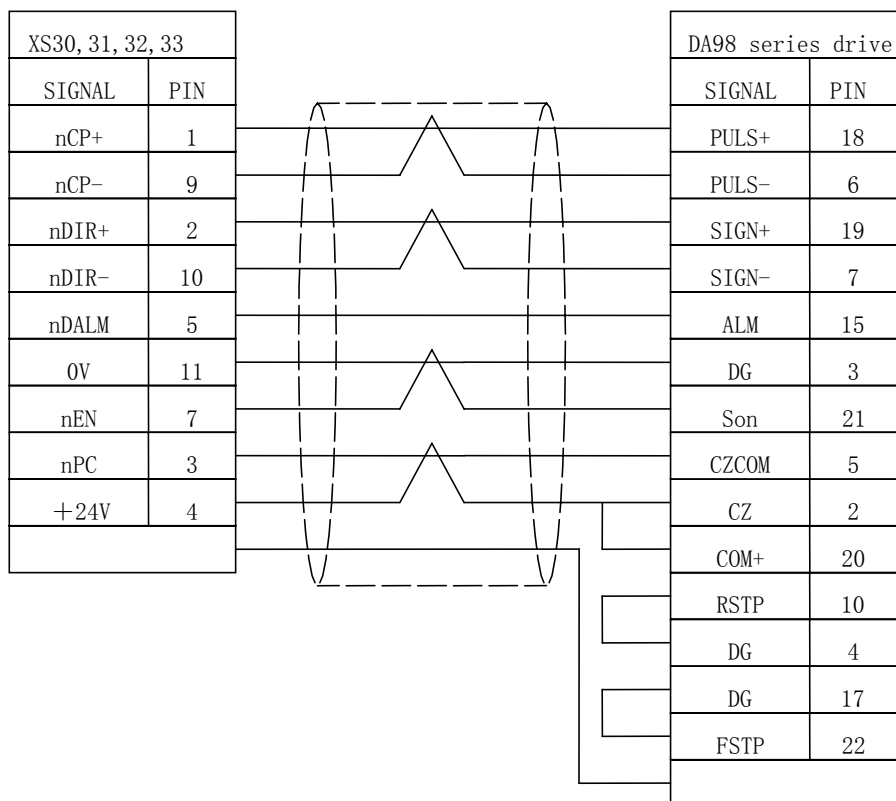 XS30,31,32,33
SIGNAL PIN
nCP+ 1
nCP- 9
nDIR+ 2
nDIR- 10
nDALM 5
0V 11
nEN 7
nPC 3
+24V 4
DA98 series drive
SIGNAL PIN
PULS+ 18
PULS- 6
SIGN+ 19
SIGN- 7
ALM 15
DG 3
Son 21
CZCOM 5
CZ 2
COM+ 20
RSTP 10
DG 4
DG 17
FSTP 22